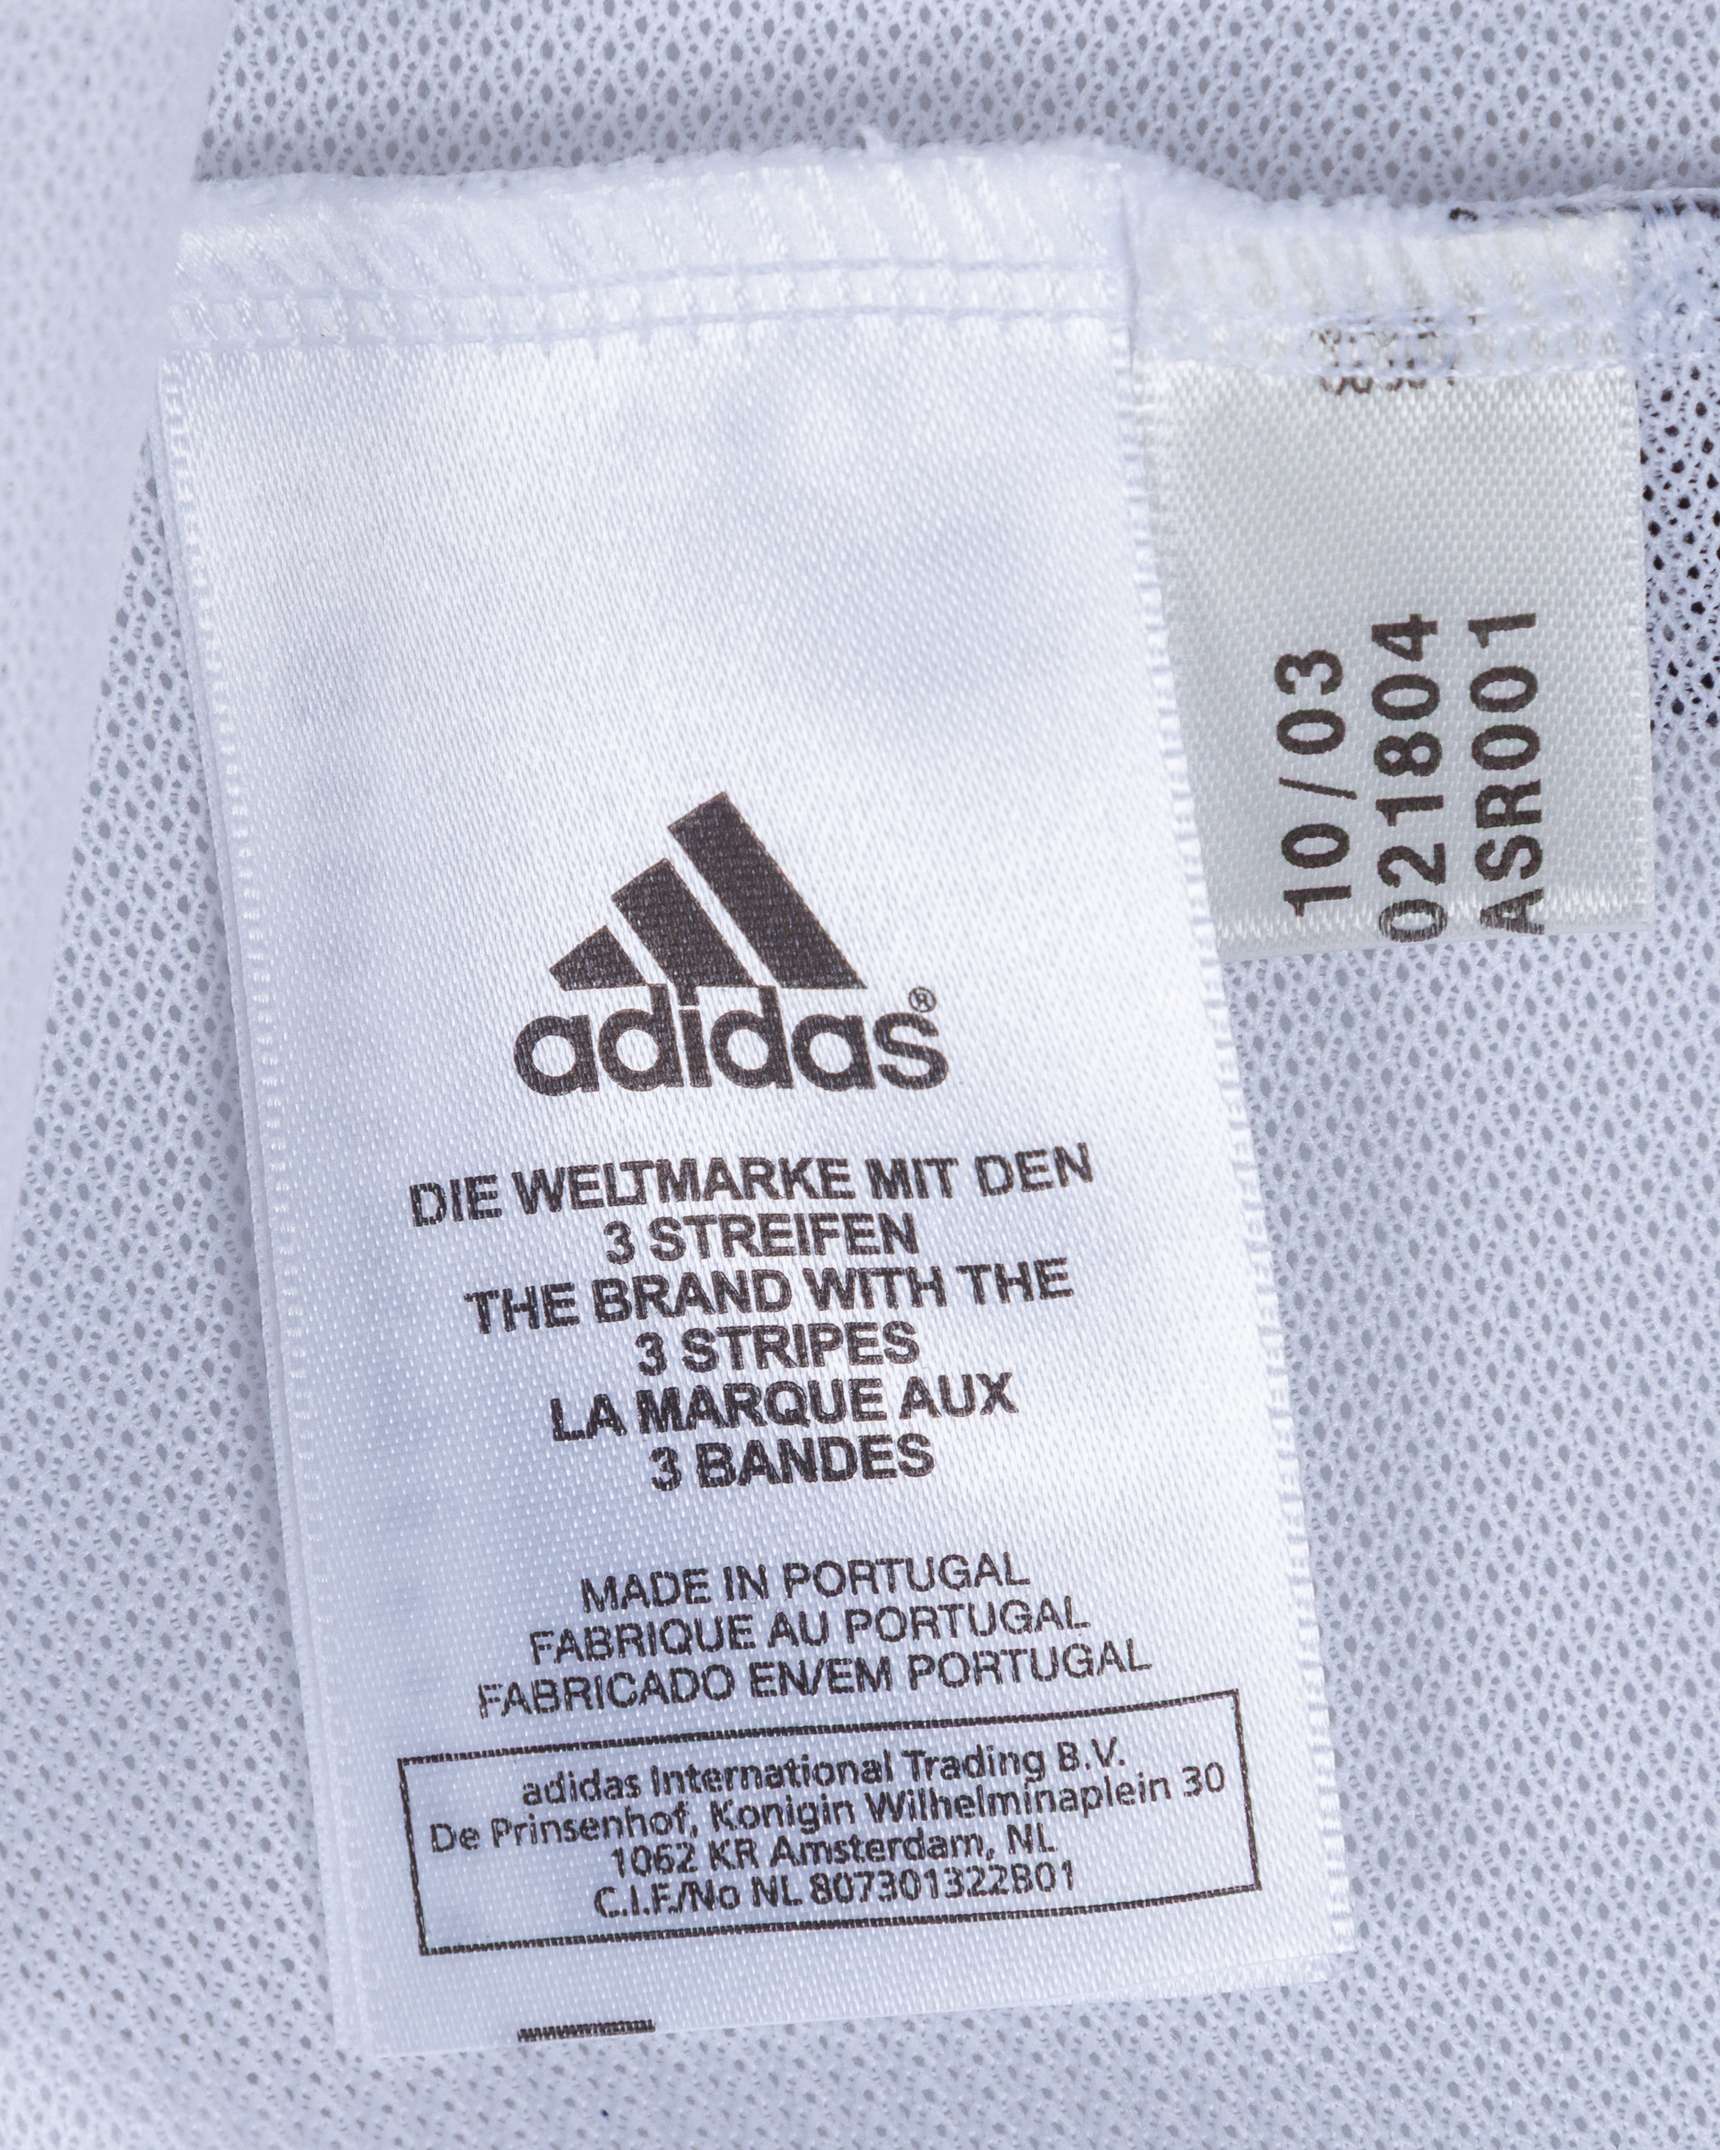 adidas®
DIE WELTMARKE MIT DEN
3 STREIFEN
THE BRAND WITH THE
3 STRIPES
LA MARQUE AUX
3 BANDES
MADE IN PORTUGAL
FABRIQUE AU PORTUGAL
FABRICADO EN/EM PORTUGAL
adidas International Trading B.V.
De Prinsenhof, Konigin Wilhelminaplein 30
1062 KR Amsterdam, NL
C.I.F./No NL 807301322B01
10/03
021804
ASR001